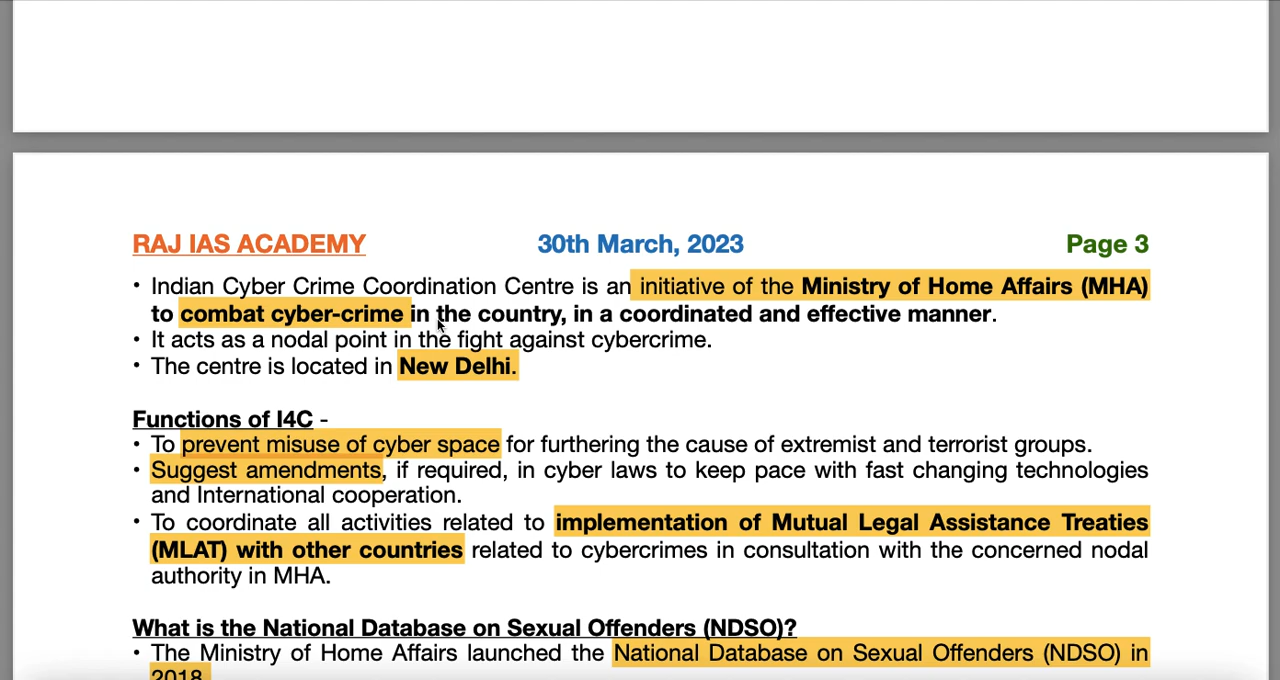 RAJ IAS ACADEMY 30th March, 2023 Page 3
• Indian Cyber Crime Coordination Centre is an initiative of the Ministry of Home Affairs (MHA)
to combat cyber-crime in the country, in a coordinated and effective manner.
• It acts as a nodal point in the fight against cybercrime.
• The centre is located in New Delhi.
Functions of I4C -
• To prevent misuse of cyber space for furthering the cause of extremist and terrorist groups.
• Suggest amendments, if required, in cyber laws to keep pace with fast changing technologies
and International cooperation.
• To coordinate all activities related to implementation of Mutual Legal Assistance Treaties
(MLAT) with other countries related to cybercrimes in consultation with the concerned nodal
authority in MHA.
What is the National Database on Sexual Offenders (NDSO)?
• The Ministry of Home Affairs launched the National Database on Sexual Offenders (NDSO) in
2018.